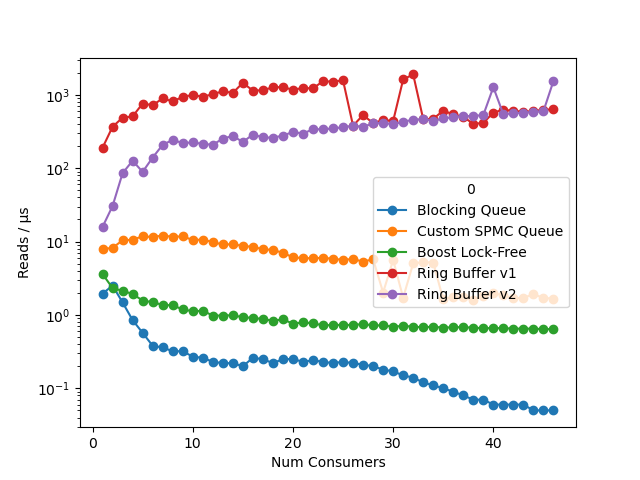 Reads / μs
10³
10²
10¹
10⁰
10⁻¹
0
Blocking Queue
Custom SPMC Queue
Boost Lock-Free
Ring Buffer v1
Ring Buffer v2
0 10 20 30 40
Num Consumers